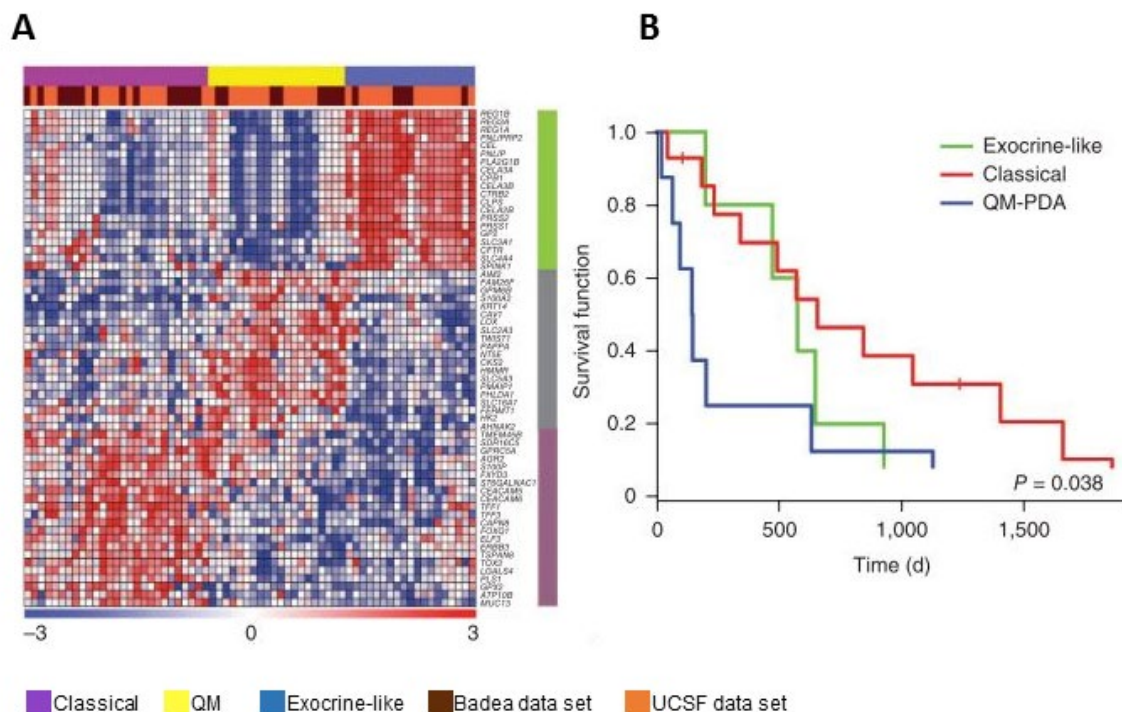 A
B
REG1B
REG3A
REG1A
PNLIPRP2
CEL
PNLIP
PLA2G1B
CELA3A
CPB1
CELA3B
CTRB2
CLPS
CELA2B
PRSS2
PRSS1
GP2
SLC3A1
CFTR
SLC4A4
SPINK1
AIM2
FAM26F
GPM6B
S100A2
KRT14
CAV1
LOX
SLC2A3
TWIST1
PAPPA
NT5E
CKS2
HMMR
SLC5A3
PMAIP1
PHLDA1
SLC16A1
FERMT1
HK2
AHNAK2
TMEM45B
SDR16C5
GPRC5A
AGR2
S100P
FXYD3
ST6GALNAC1
CEACAM5
CEACAM6
TFF1
TFF3
CAPN8
FOXQ1
ELF3
ERBB3
TSPAN8
TOX3
LGALS4
PLS1
GPX2
ATP10B
MUC13
−3 0 3
Exocrine-like
Classical
QM-PDA
Survival function
1.0
0.8
0.6
0.4
0.2
0
P = 0.038
0 500 1,000 1,500
Time (d)
Classical QM Exocrine-like Badea data set UCSF data set